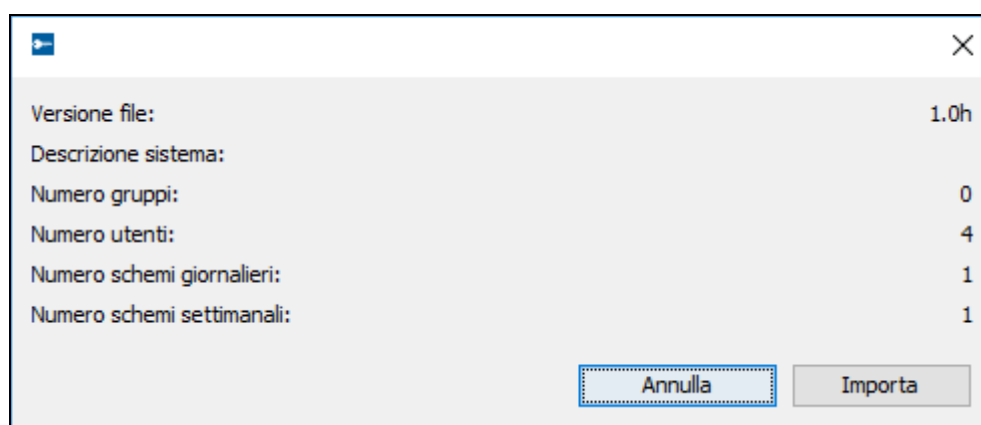 Versione file: 1.0h
Descrizione sistema:
Numero gruppi: 0
Numero utenti: 4
Numero schemi giornalieri: 1
Numero schemi settimanali: 1
Annulla Importa